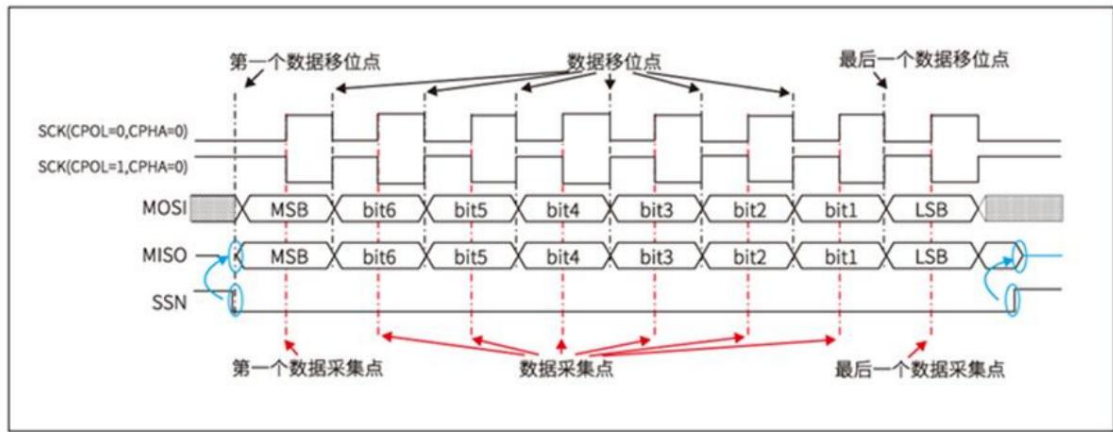 第一个数据移位点 数据移位点 最后一个数据移位点
SCK(CPOL=0,CPHA=0)
SCK(CPOL=1,CPHA=0)
MOSI MSB bit6 bit5 bit4 bit3 bit2 bit1 LSB
MISO MSB bit6 bit5 bit4 bit3 bit2 bit1 LSB
SSN
第一个数据采集点 数据采集点 最后一个数据采集点